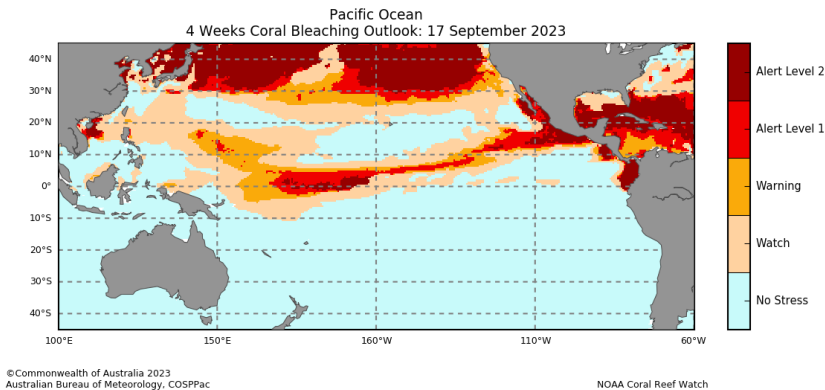 Pacific Ocean
4 Weeks Coral Bleaching Outlook: 17 September 2023
40°N
30°N
20°N
10°N
0°
10°S
20°S
30°S
40°S
100°E
150°E
160°W
110°W
60°W
Alert Level 2
Alert Level 1
Warning
Watch
No Stress
©Commonwealth of Australia 2023
Australian Bureau of Meteorology, COSPPac
NOAA Coral Reef Watch